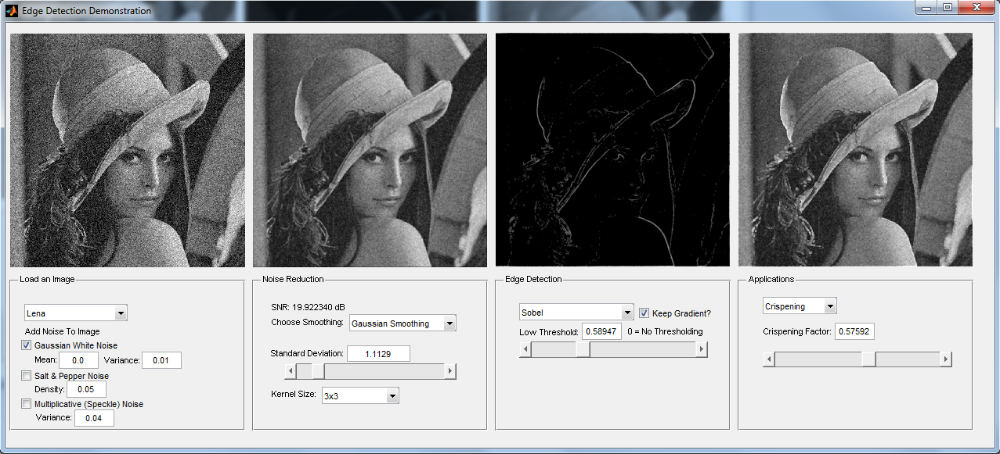 Edge Detection Demonstration
Load an Image
Lena
Add Noise To Image
Gaussian White Noise
Mean: 0.0 Variance: 0.01
Salt & Pepper Noise
Density: 0.05
Multiplicative (Speckle) Noise
Variance: 0.04
Noise Reduction
SNR: 19.922340 dB
Choose Smoothing: Gaussian Smoothing
Standard Deviation: 1.1129
Kernel Size: 3x3
Edge Detection
Sobel Keep Gradient?
Low Threshold: 0.58947 0 = No Thresholding
Applications
Crispening
Crispening Factor: 0.57592